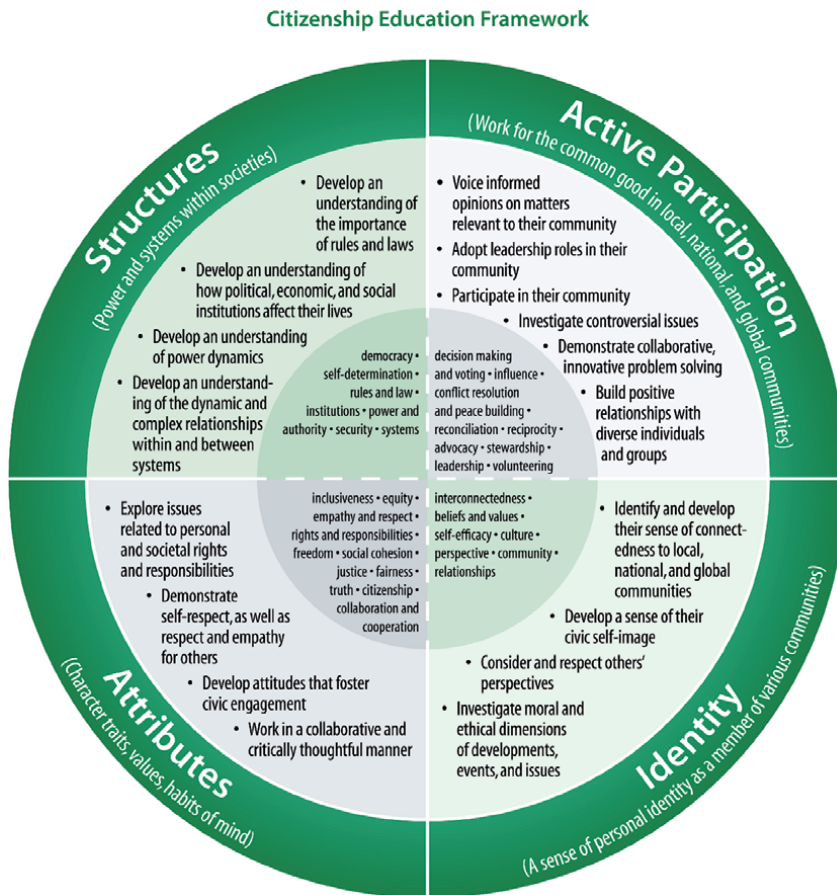 Citizenship Education Framework
Structures
(Power and systems within societies)
• Develop an
understanding of
the importance
of rules and laws
• Develop an understanding of
how political, economic, and social
institutions affect their lives
• Develop an understanding
of power dynamics
• Develop an understand-
ing of the dynamic and
complex relationships
within and between
systems
democracy •
self-determination •
rules and law •
institutions • power and
authority • security • systems
Active Participation
(Work for the common good in local, national, and global communities)
• Voice informed
opinions on matters
relevant to their community
• Adopt leadership roles in their
community
• Participate in their community
• Investigate controversial issues
• Demonstrate collaborative,
innovative problem solving
• Build positive
relationships with
diverse individuals
and groups
decision making
and voting • influence •
conflict resolution
and peace building •
reconciliation • reciprocity •
advocacy • stewardship •
leadership • volunteering
Attributes
(Character traits, values, habits of mind)
• Explore issues
related to personal
and societal rights
and responsibilities
• Demonstrate
self-respect, as well as
respect and empathy
for others
• Develop attitudes that foster
civic engagement
• Work in a collaborative and
critically thoughtful manner
inclusiveness • equity •
empathy and respect •
rights and responsibilities •
freedom • social cohesion •
justice • fairness •
truth • citizenship •
collaboration and
cooperation
Identity
(A sense of personal identity as a member of various communities)
• Identify and develop
their sense of connect-
edness to local,
national, and global
communities
• Develop a sense of their
civic self-image
• Consider and respect others'
perspectives
• Investigate moral and
ethical dimensions
of developments,
events, and issues
interconnectedness •
beliefs and values •
self-efficacy • culture •
perspective • community •
relationships